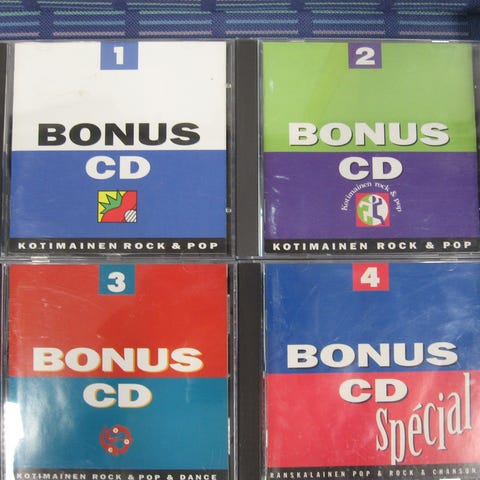 1
BONUS
CD
KOTIMAINEN ROCK & POP
2
BONUS
CD
Kotimainen rock & pop
KOTIMAINEN ROCK & POP
3
BONUS
CD
KOTIMAINEN ROCK & POP & DANCE
4
BONUS
CD
Spécial
RANSKALAINEN POP & ROCK & CHANSON